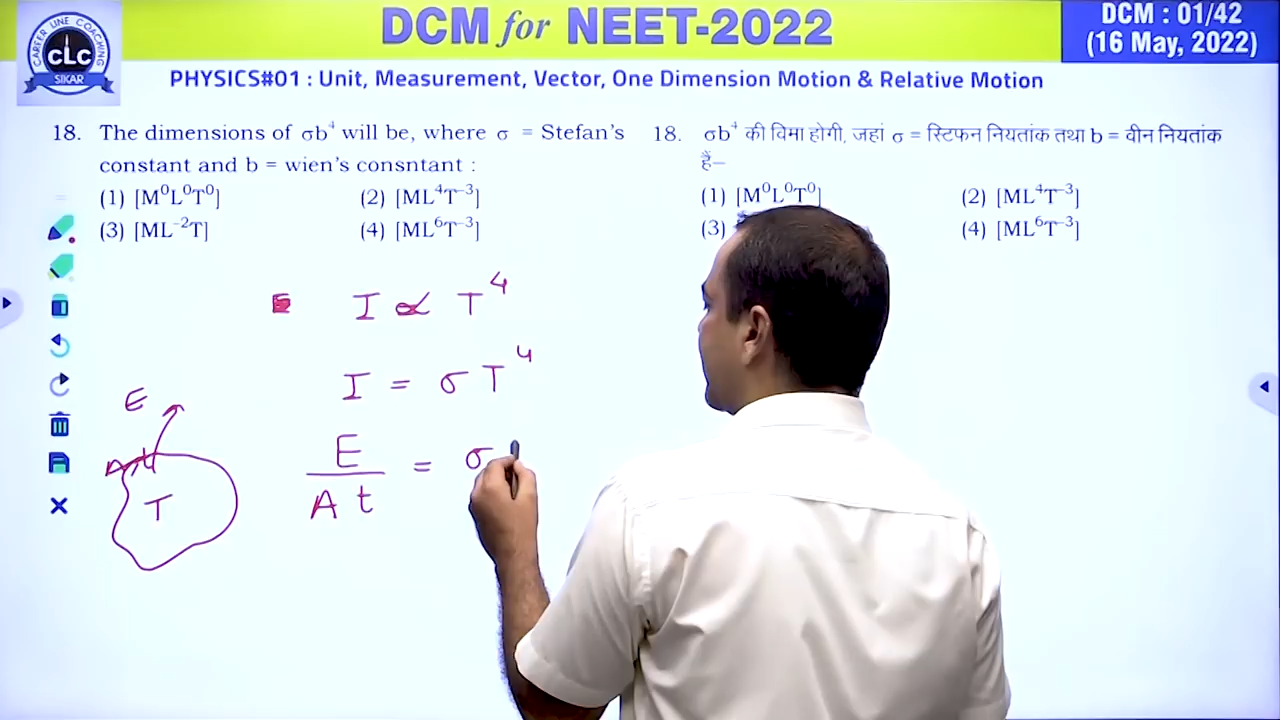 CAREER LINE COACHING
CLC
SIKAR
DCM for NEET-2022
DCM : 01/42
(16 May, 2022)
PHYSICS#01 : Unit, Measurement, Vector, One Dimension Motion & Relative Motion
18. The dimensions of σb⁴ will be, where σ = Stefan's
constant and b = wien's consntant :
(1) [M⁰L⁰T⁰] (2) [ML⁴T⁻³]
(3) [ML⁻²T] (4) [ML⁶T⁻³]
18. σb⁴ की विमा होगी, जहां σ = स्टिफन नियतांक तथा b = वीन नियतांक
हैं–
(1) [M⁰L⁰T⁰] (2) [ML⁴T⁻³]
(3) (4) [ML⁶T⁻³]
I ∝ T⁴
I = σ T⁴
E
E
A t
= σ
T